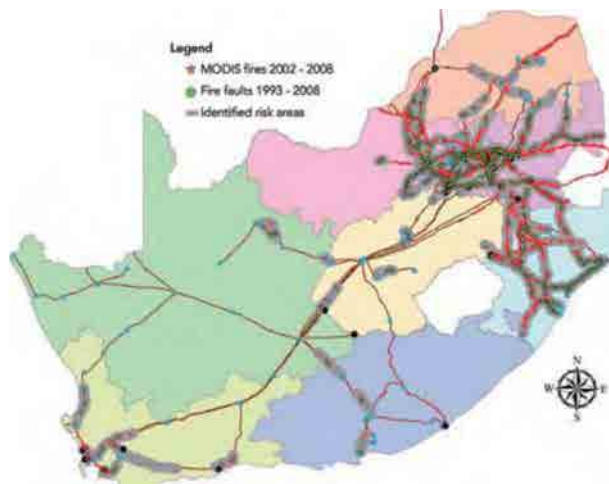 Legend
MODIS fires 2002 - 2008
Fire faults 1993 - 2008
Identified risk areas
N
W E
S